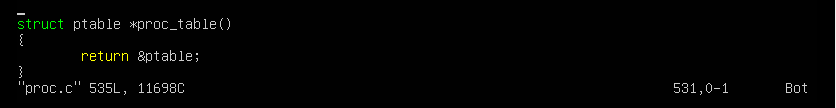 struct ptable *proc_table()
{
        return &ptable;
}
"proc.c" 535L, 11698C 531,0-1 Bot